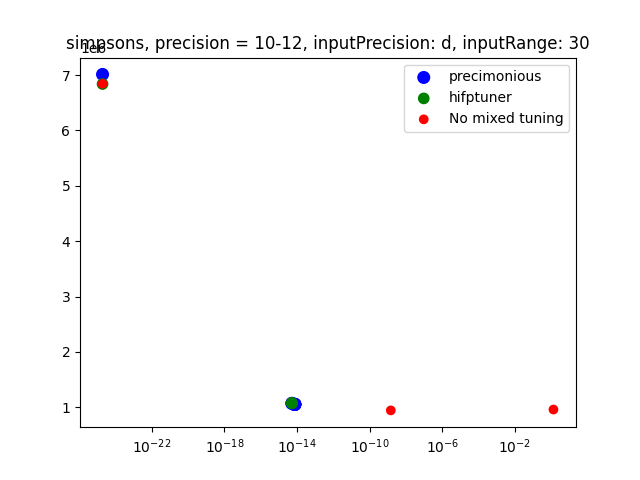 simpsons, precision = 10-12, inputPrecision: d, inputRange: 30
1e6
7
6
5
4
3
2
1
precimonious
hifptuner
No mixed tuning
10⁻²² 10⁻¹⁸ 10⁻¹⁴ 10⁻¹⁰ 10⁻⁶ 10⁻²